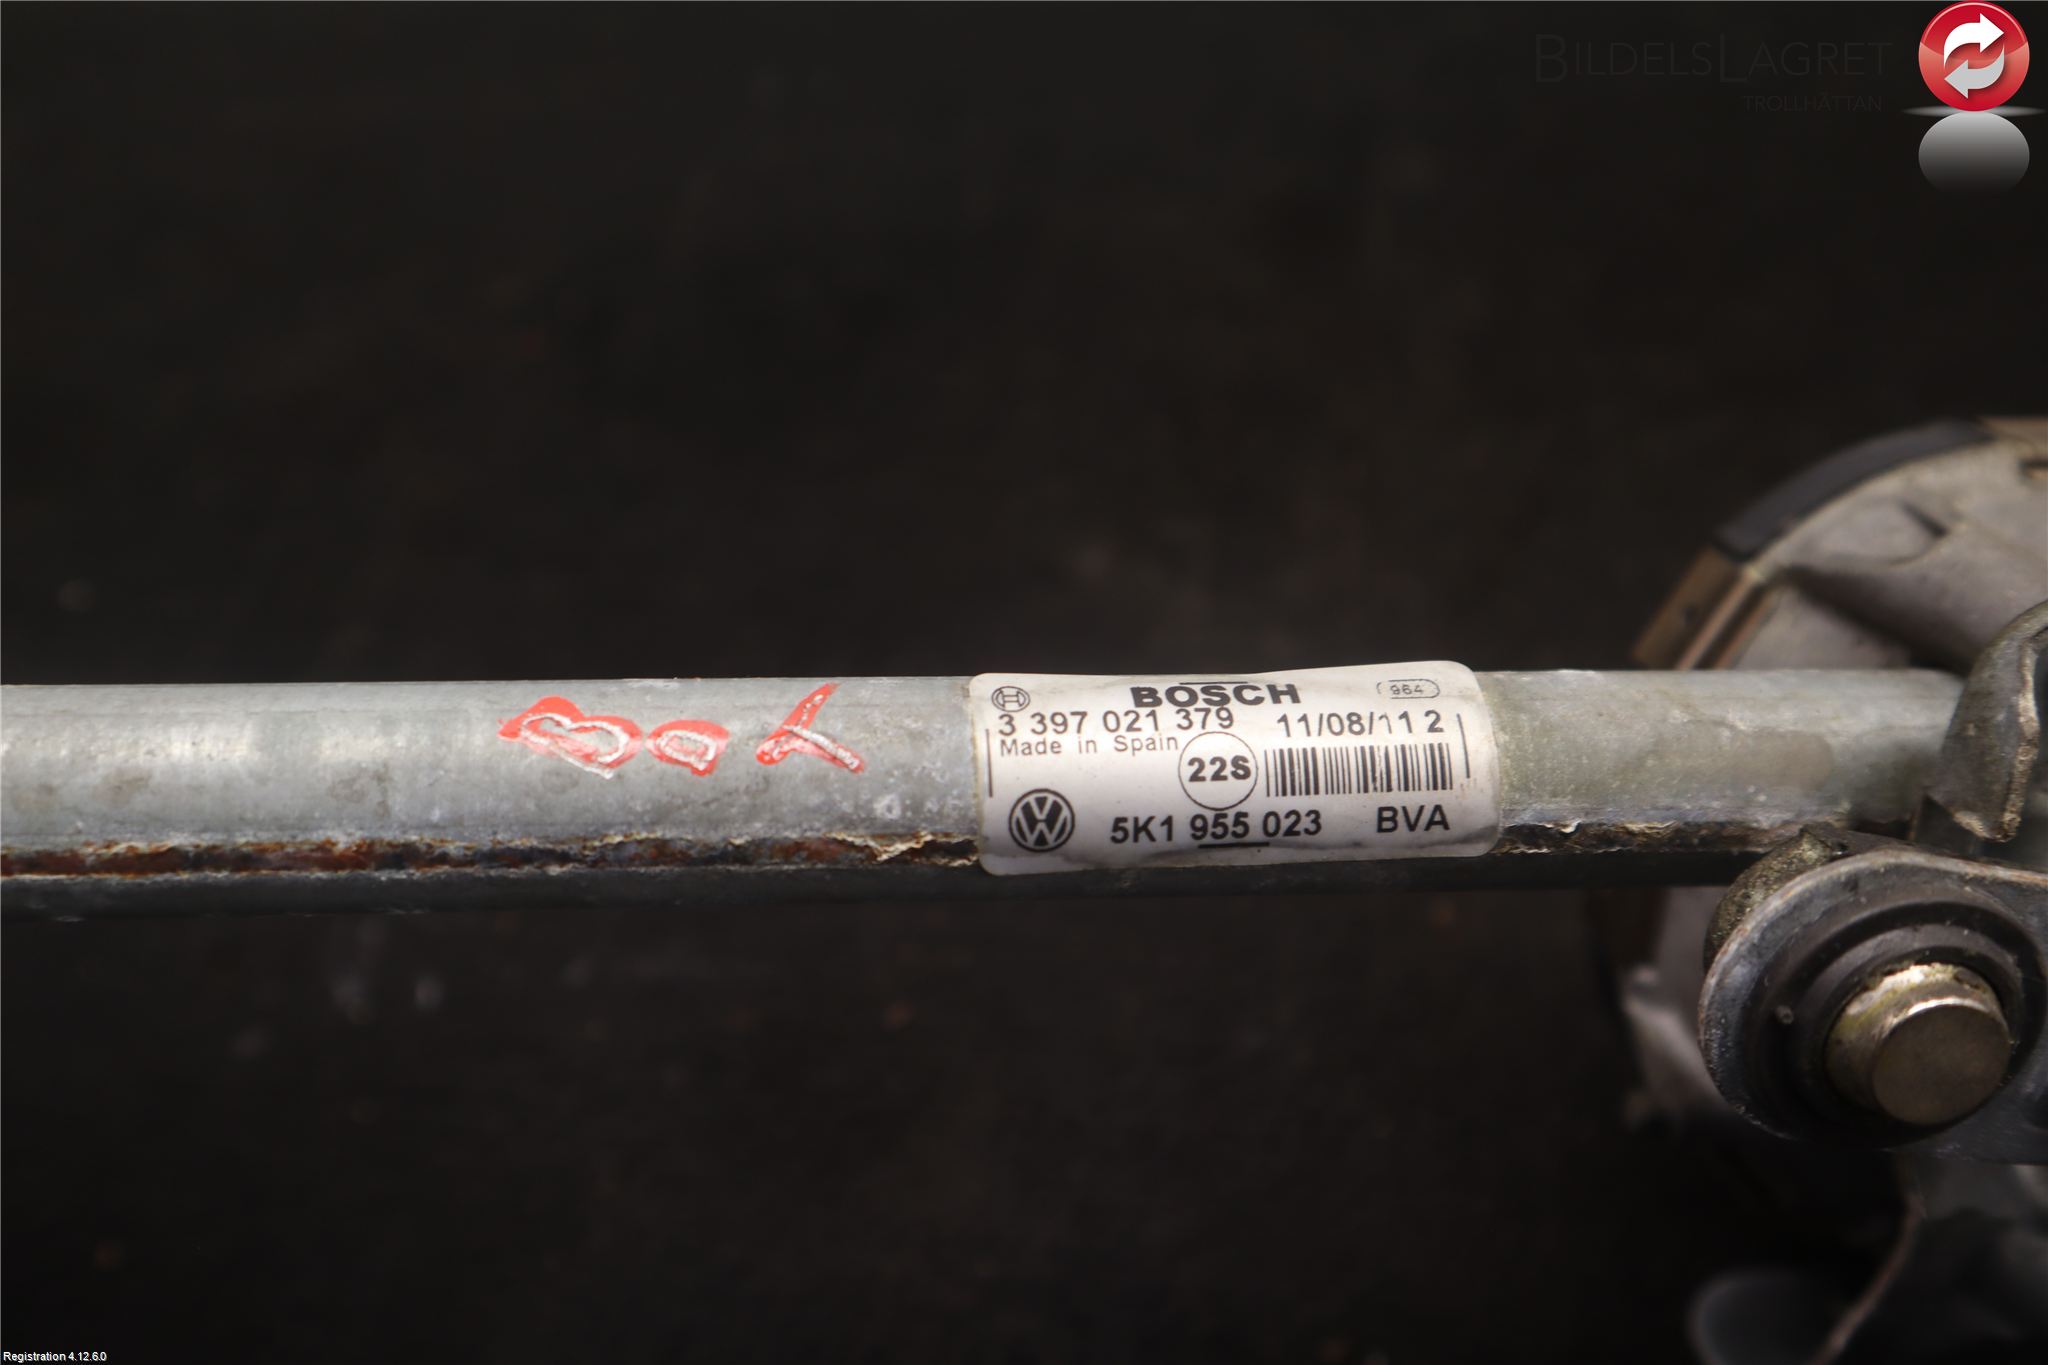 BILDELSLAGRET
TROLLHÄTTAN
BOSCH 964
3 397 021 379 11/08/11 2
Made in Spain
22S
5K1 955 023 BVA
Registration 4.12.6.0